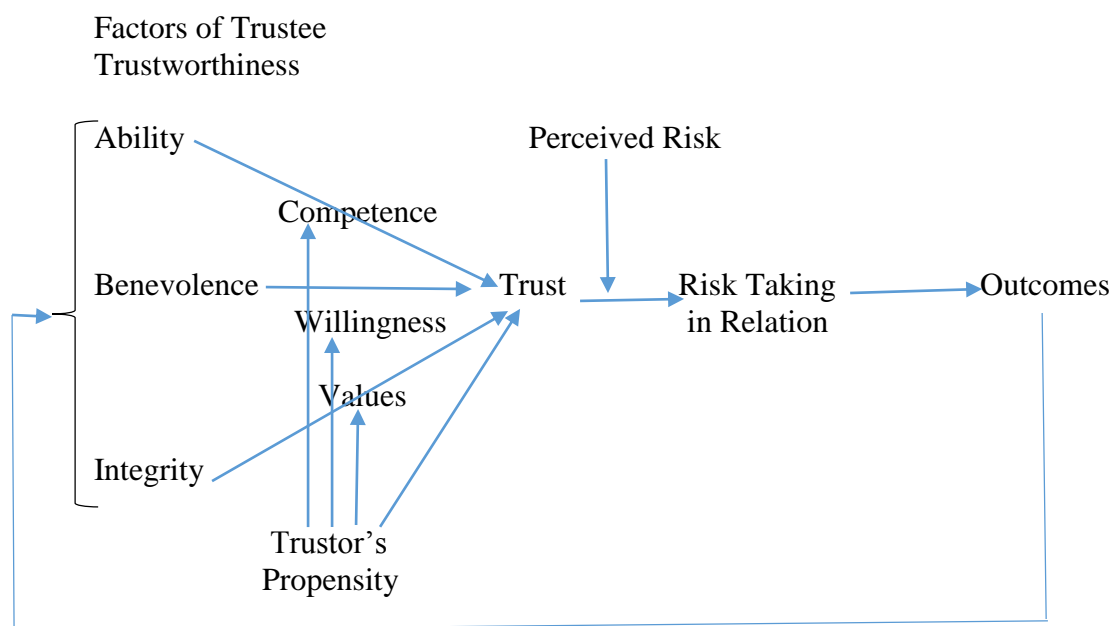 Factors of Trustee
Trustworthiness
Ability
Perceived Risk
Competence
Benevolence
Trust
Risk Taking
in Relation
Outcomes
Willingness
Values
Integrity
Trustor’s
Propensity